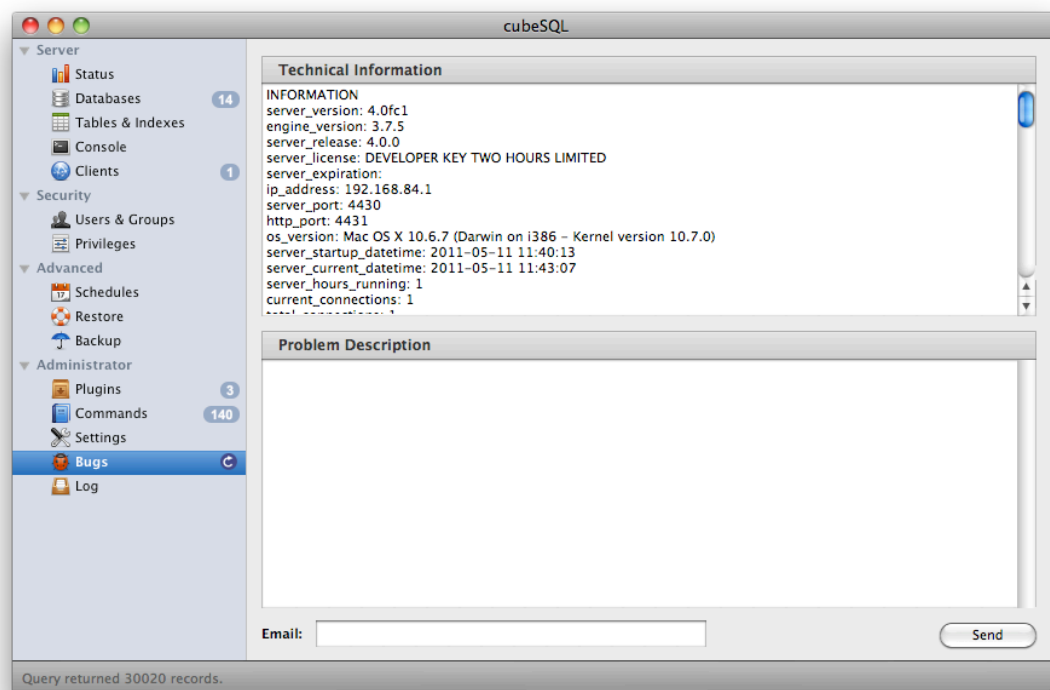 cubeSQL
Server
Status
Databases 14
Tables & Indexes
Console
Clients 1
Security
Users & Groups
Privileges
Advanced
17 Schedules
Restore
Backup
Administrator
Plugins 3
Commands 140
Settings
Bugs
Log
Technical Information
INFORMATION
server_version: 4.0fc1
engine_version: 3.7.5
server_release: 4.0.0
server_license: DEVELOPER KEY TWO HOURS LIMITED
server_expiration:
ip_address: 192.168.84.1
server_port: 4430
http_port: 4431
os_version: Mac OS X 10.6.7 (Darwin on i386 - Kernel version 10.7.0)
server_startup_datetime: 2011-05-11 11:40:13
server_current_datetime: 2011-05-11 11:43:07
server_hours_running: 1
current_connections: 1
total_connections: 1
Problem Description
Email:
Send
Query returned 30020 records.